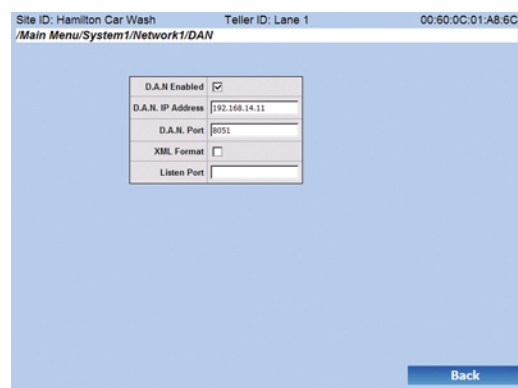 Site ID: Hamilton Car Wash Teller ID: Lane 1 00:60:0C:01:A8:6C
/Main Menu/System1/Network1/DAN
D.A.N Enabled
D.A.N. IP Address 192.168.14.11
D.A.N. Port 8051
XML Format
Listen Port
Back